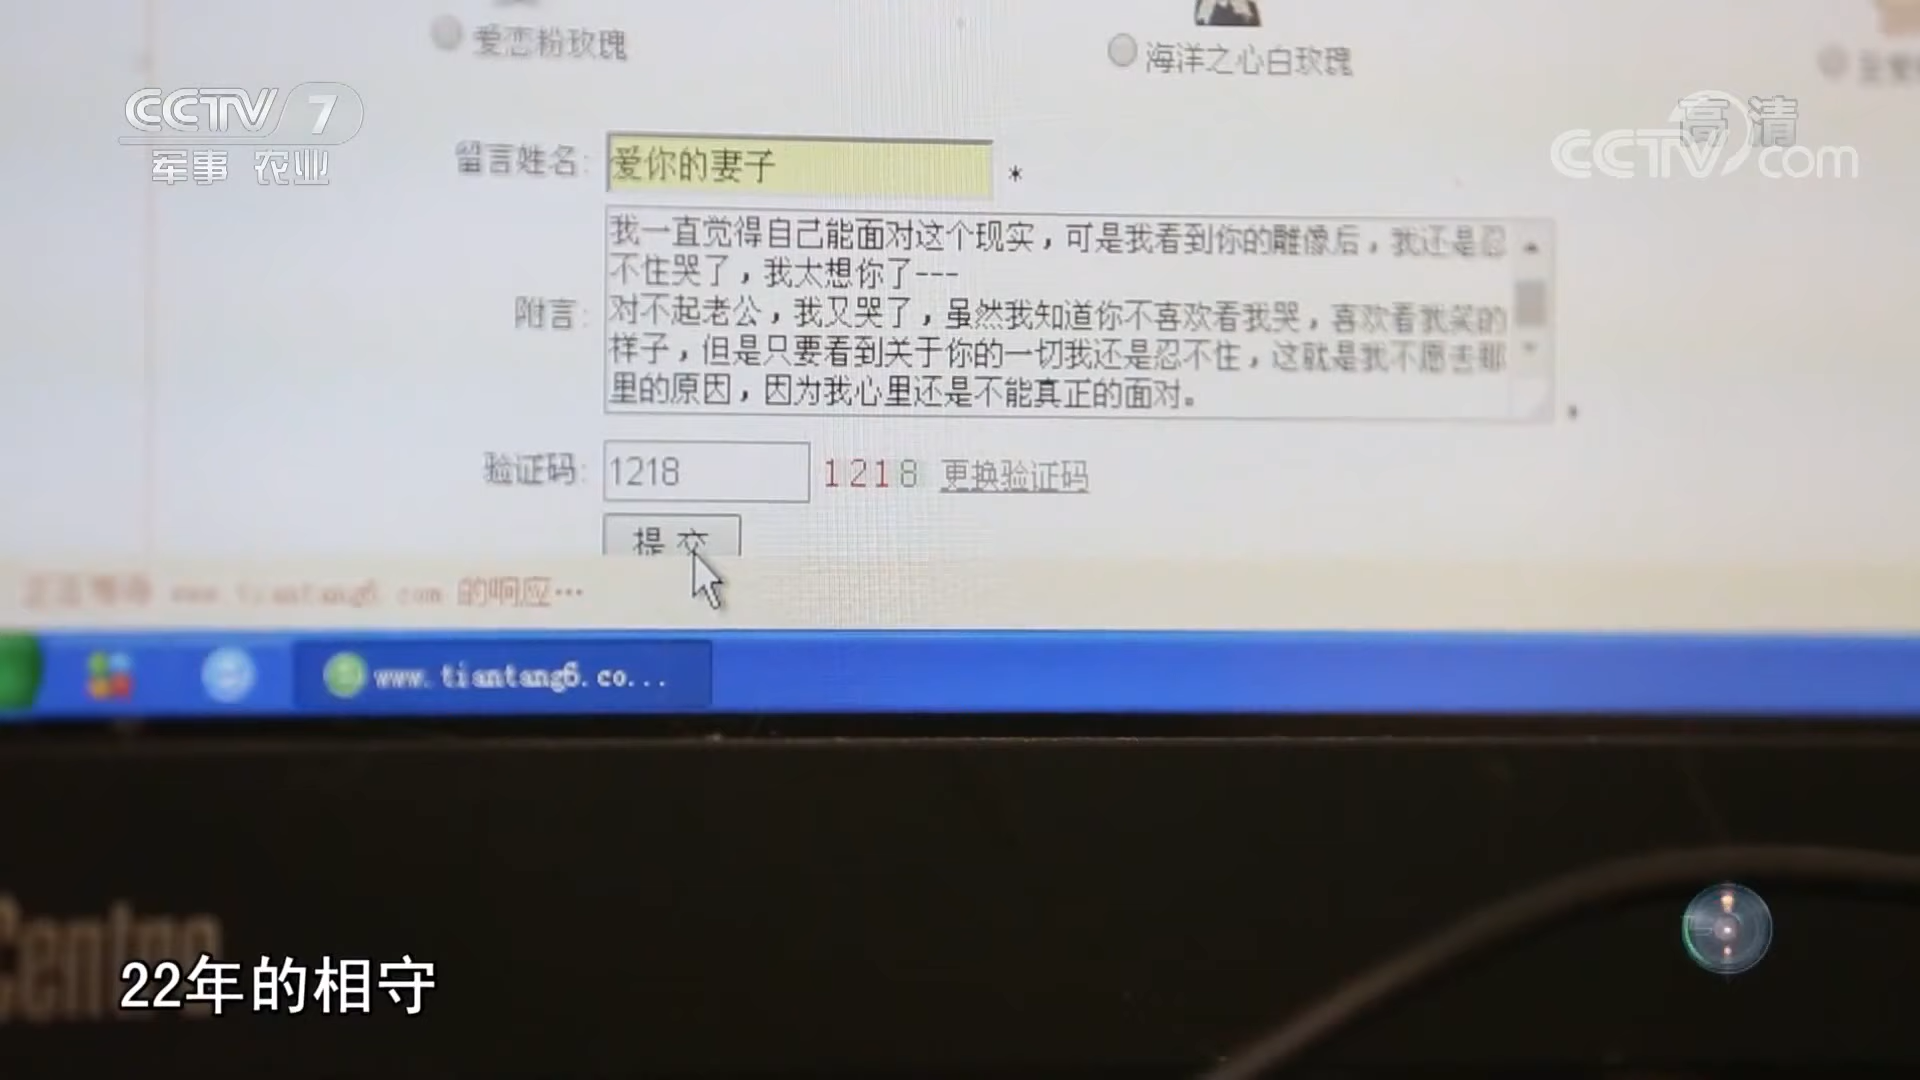 爱恋粉玫瑰
海洋之心白玫瑰
CCTV 7
军事 农业
高清
CCTV.com
留言姓名: 爱你的妻子 *
附言:
我一直觉得自己能面对这个现实，可是我看到你的雕像后，我还是忍
不住哭了，我太想你了---
对不起老公，我又哭了，虽然我知道你不喜欢看我哭，喜欢看我笑的
样子，但是只要看到关于你的一切我还是忍不住，这就是我不愿去那
里的原因，因为我心里还是不能真正的面对。
验证码: 1218 1218 更换验证码
提 交
www.tiantang6.com 的响应…
www.tiantang6.co...
Centre
22年的相守